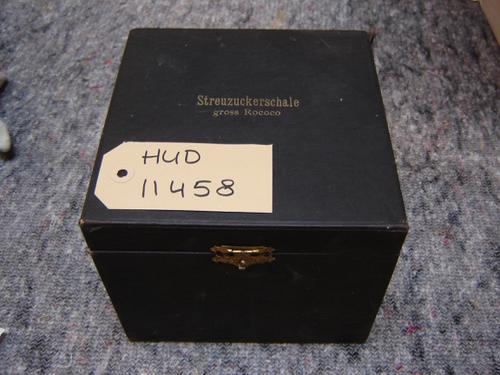 Streuzuckerschale
gross Rococo
HUD
11458